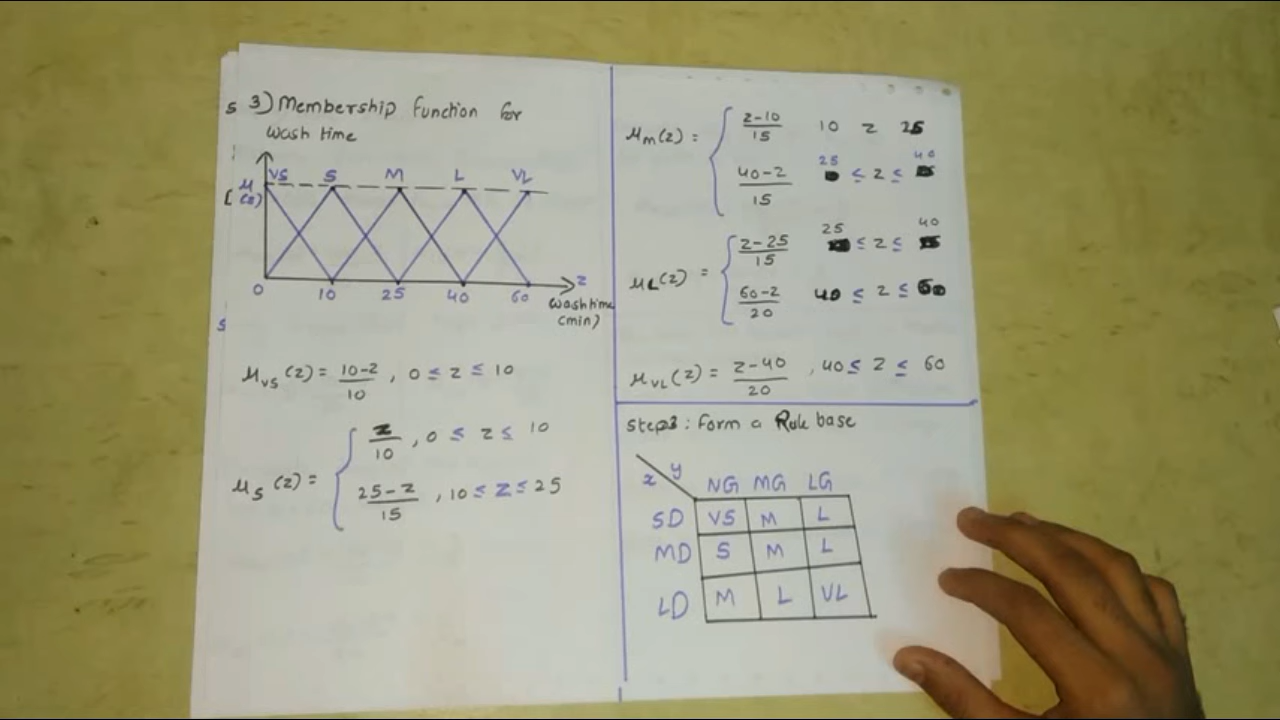 3) Membership function for
wash time
μ
(z)
VS S M L VL
0 10 25 40 60
z
wash time
(min)
μVS (z) = 10-z / 10 , 0 ≤ z ≤ 10
μS (z) = { z / 10 , 0 ≤ z ≤ 10
25-z / 15 , 10 ≤ z ≤ 25
μm(z) = { z-10 / 15 10 z 25
40-z / 15 25 ≤ z ≤ 40
μL(z) = { z-25 / 15 25 ≤ z ≤ 40
60-z / 20 40 ≤ z ≤ 60
μVL(z) = z-40 / 20 , 40 ≤ z ≤ 60
Step 3: Form a Rule base
x y NG MG LG
SD VS M L
MD S M L
LD M L VL